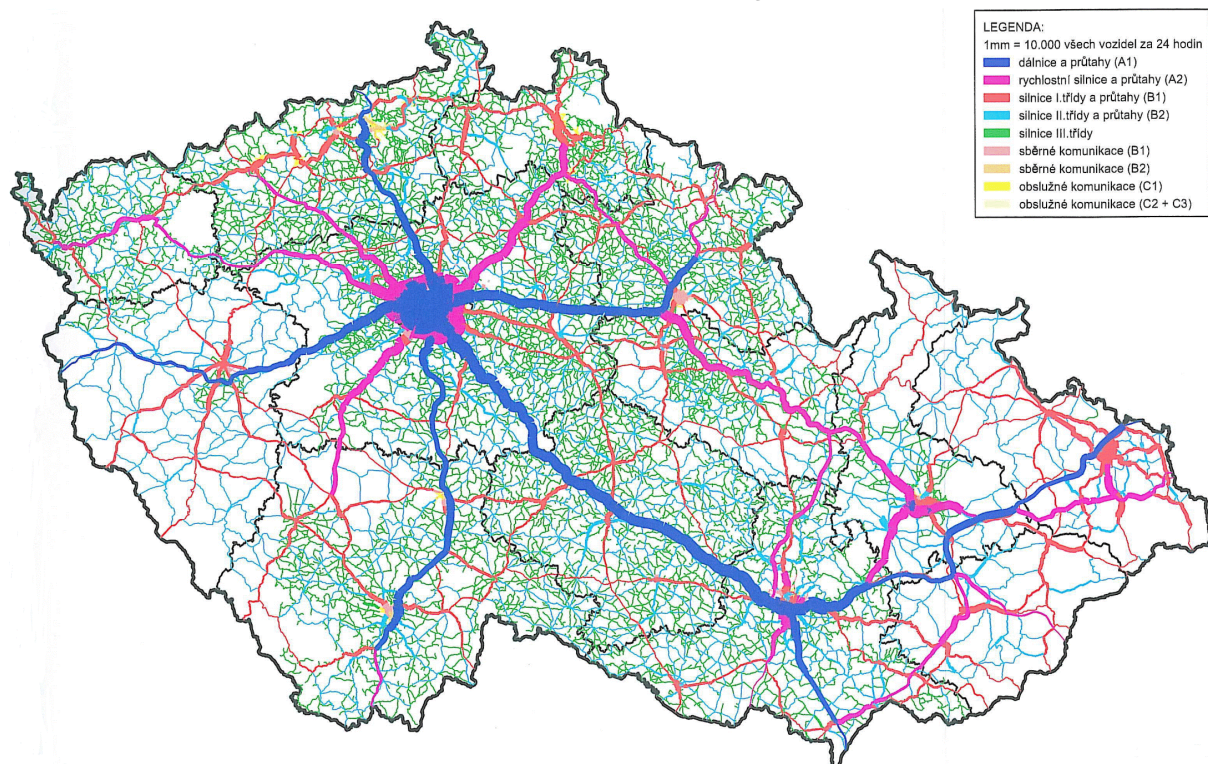 LEGENDA:
1mm = 10.000 všech vozidel za 24 hodin
dálnice a průtahy (A1)
rychlostní silnice a průtahy (A2)
silnice I.třídy a průtahy (B1)
silnice II.třídy a průtahy (B2)
silnice III.třídy
sběrné komunikace (B1)
sběrné komunikace (B2)
obslužné komunikace (C1)
obslužné komunikace (C2 + C3)